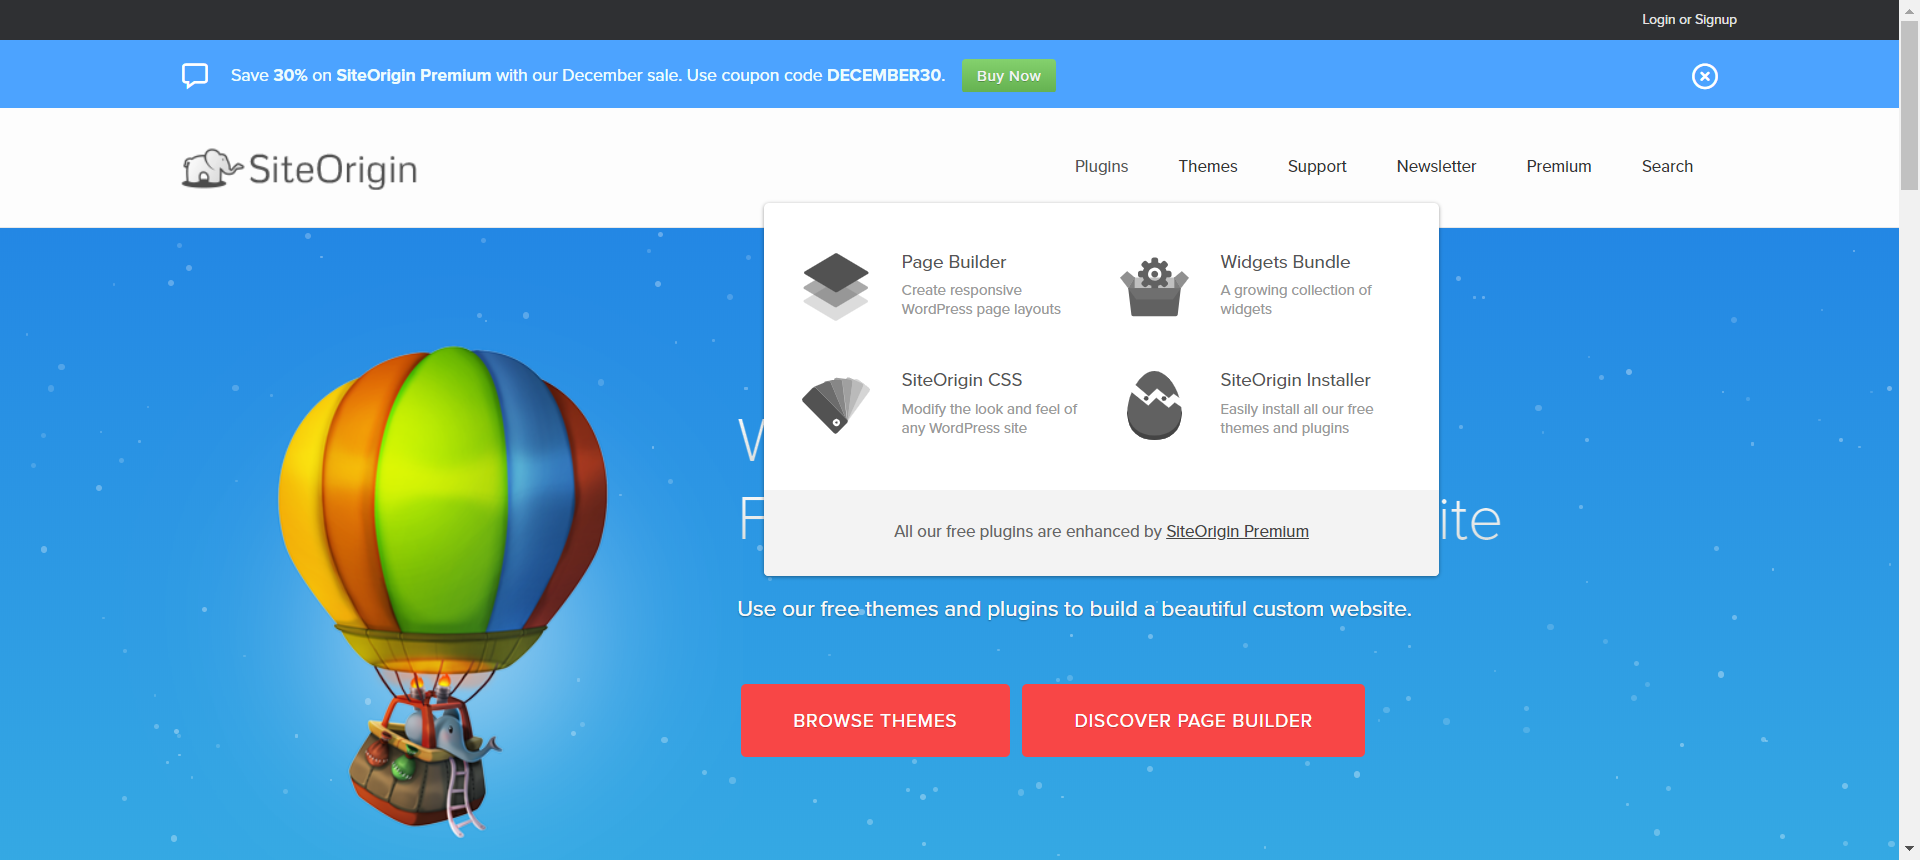 Login or Signup
Save 30% on SiteOrigin Premium with our December sale. Use coupon code DECEMBER30.
Buy Now
SiteOrigin
Plugins
Themes
Support
Newsletter
Premium
Search
Page Builder
Create responsive
WordPress page layouts
Widgets Bundle
A growing collection of
widgets
SiteOrigin CSS
Modify the look and feel of
any WordPress site
SiteOrigin Installer
Easily install all our free
themes and plugins
All our free plugins are enhanced by SiteOrigin Premium
Use our free themes and plugins to build a beautiful custom website.
BROWSE THEMES
DISCOVER PAGE BUILDER